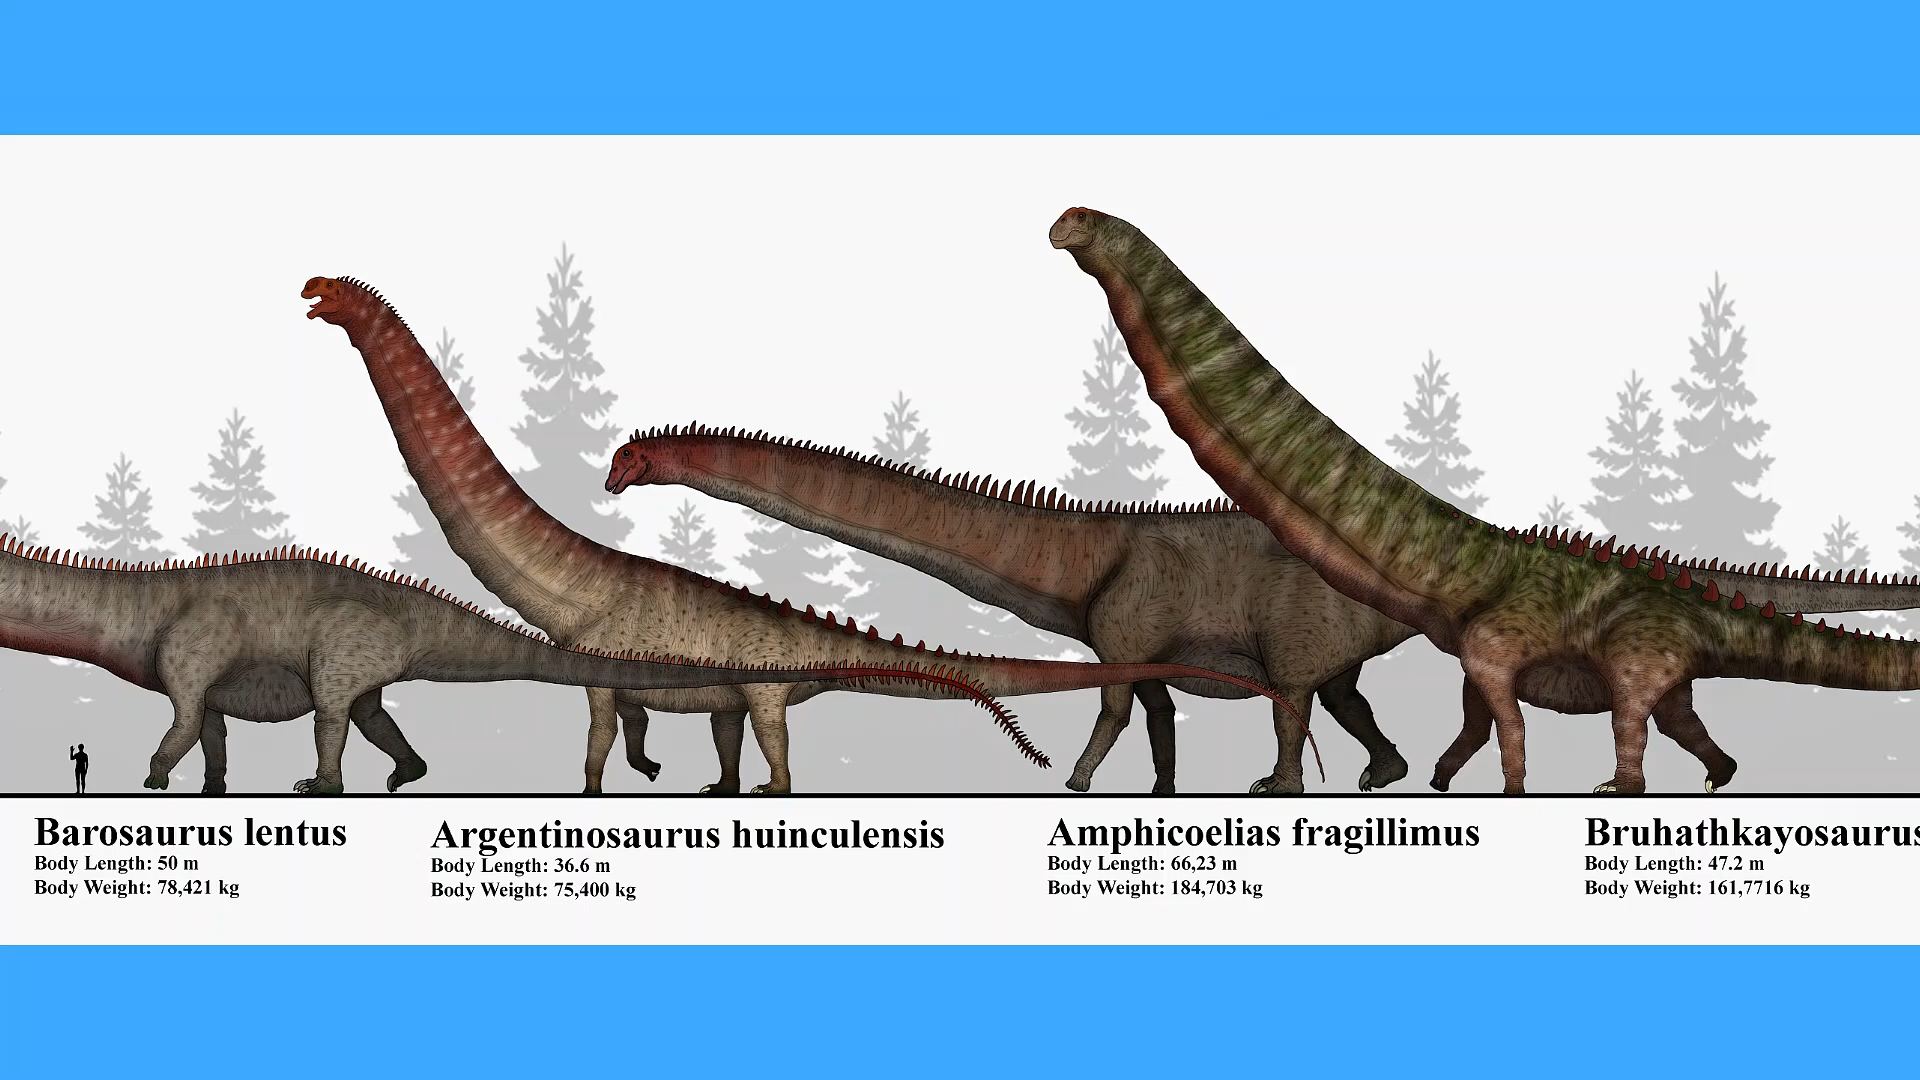 Barosaurus lentus
Body Length: 50 m
Body Weight: 78,421 kg
Argentinosaurus huinculensis
Body Length: 36.6 m
Body Weight: 75,400 kg
Amphicoelias fragillimus
Body Length: 66,23 m
Body Weight: 184,703 kg
Bruhathkayosaurus
Body Length: 47.2 m
Body Weight: 161,7716 kg